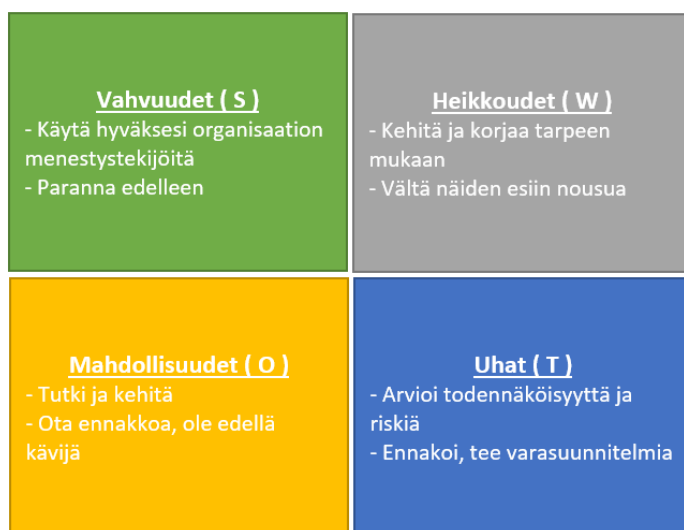 Vahvuudet ( S )
- Käytä hyväksesi organisaation
menestystekijöitä
- Paranna edelleen
Heikkoudet ( W )
- Kehitä ja korjaa tarpeen
mukaan
- Vältä näiden esiin nousua
Mahdollisuudet ( O )
- Tutki ja kehitä
- Ota ennakkoa, ole edellä
kävijä
Uhat ( T )
- Arvioi todennäköisyyttä ja
riskiä
- Ennakoi, tee varasuunnitelmia